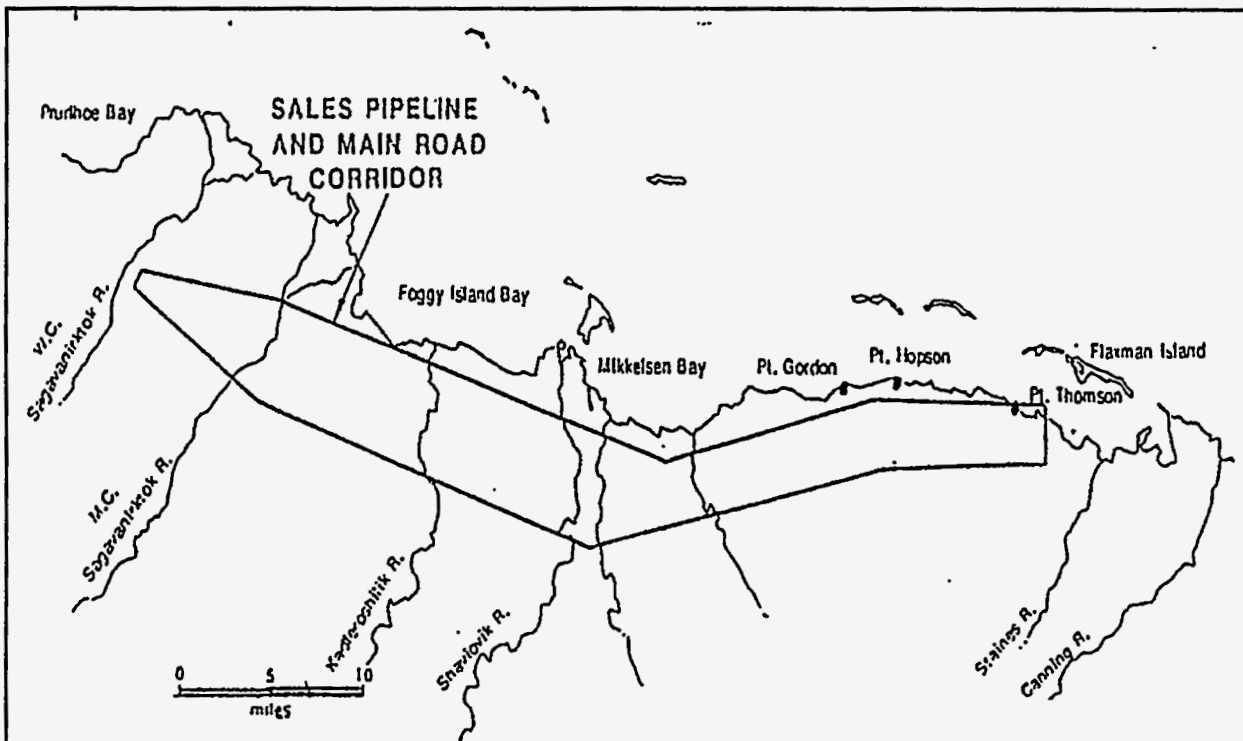 Prudhoe Bay
SALES PIPELINE
AND MAIN ROAD
CORRIDOR
Foggy Island Bay
Mikkelsen Bay
Pt. Gordon
Pt. Hopson
Flaxman Island
Pt. Thomson
W.C.
Sagavanirktok R.
M.C.
Sagavanirktok R.
Kadleroshilik R.
Shaviovik R.
Staines R.
Canning R.
0 5 10
miles